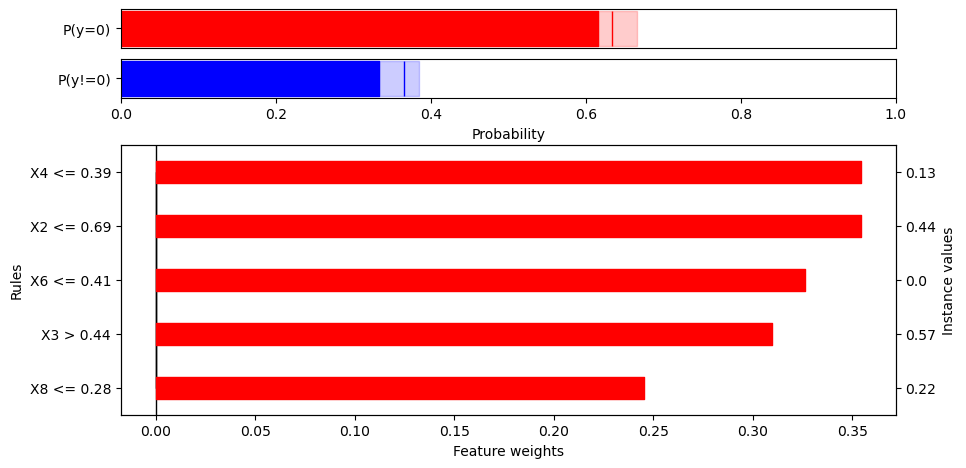 P(y=0)
P(y!=0)
0.0 0.2 0.4 0.6 0.8 1.0
Probability
X4 <= 0.39 0.13
X2 <= 0.69 0.44
X6 <= 0.41 0.0
X3 > 0.44 0.57
X8 <= 0.28 0.22
Rules
Instance values
0.00 0.05 0.10 0.15 0.20 0.25 0.30 0.35
Feature weights